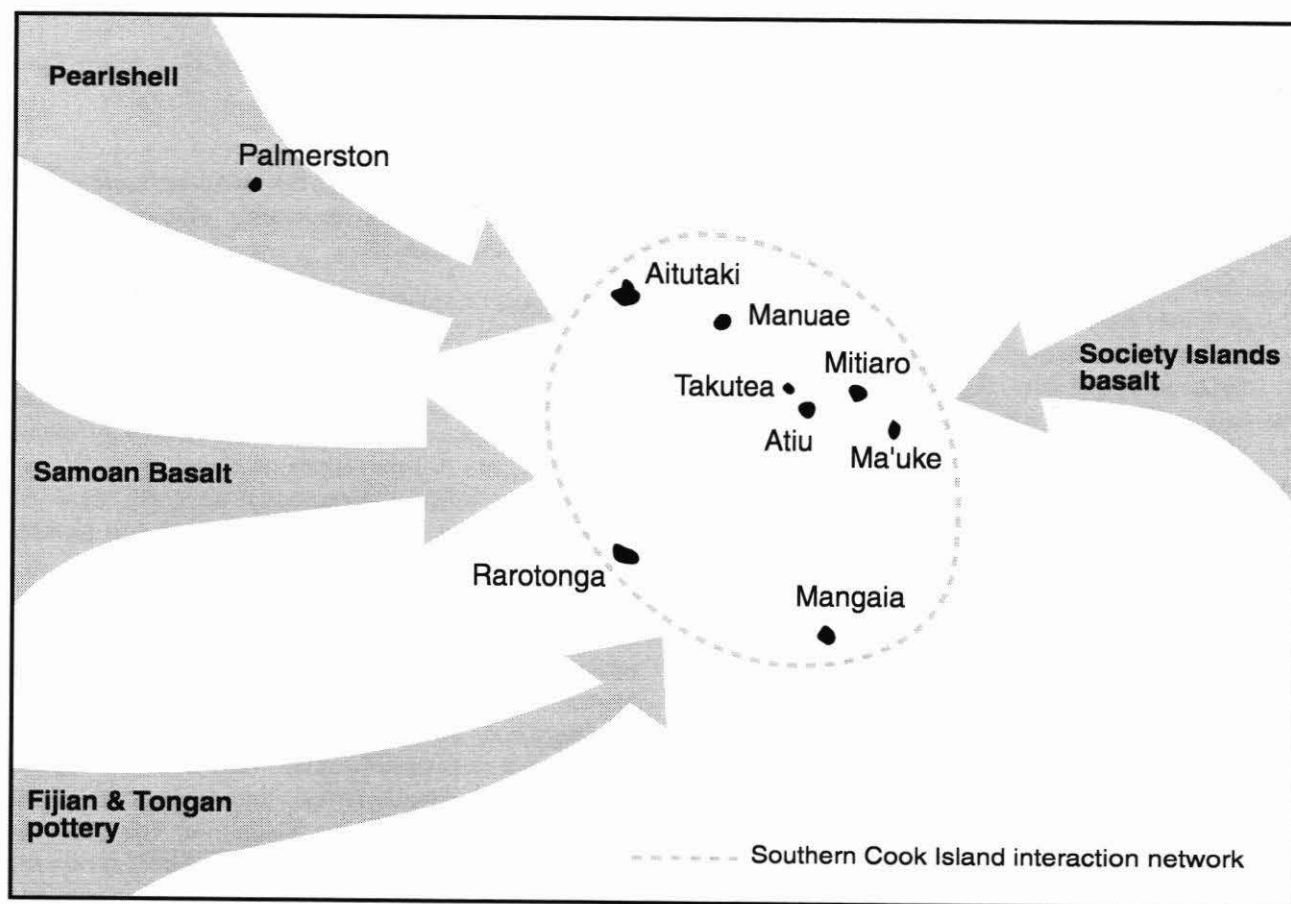 Pearlshell
Palmerston
Aitutaki
Manuae
Mitiaro
Takutea
Atiu
Ma'uke
Society Islands
basalt
Samoan Basalt
Rarotonga
Mangaia
Fijian & Tongan
pottery
Southern Cook Island interaction network